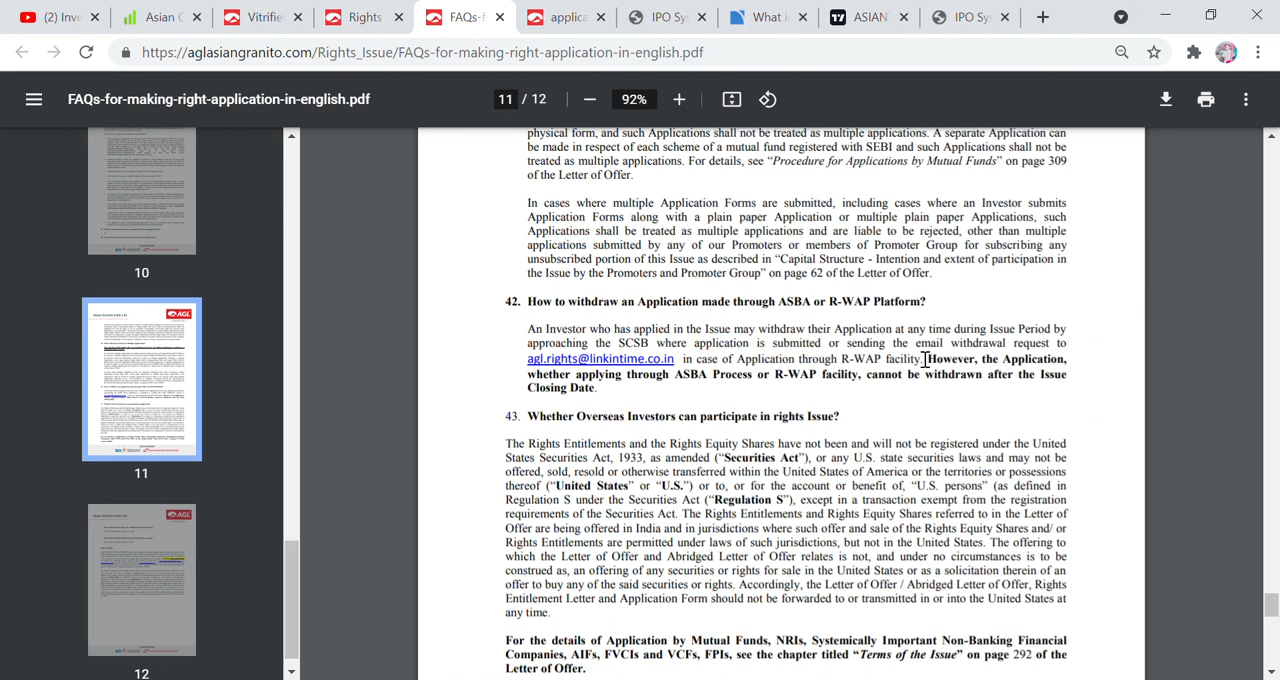 (2) Inve
Asian G
Vitrifie
Rights
FAQs-f
applica
IPO Sys
What is
ASIAN
IPO Sys
https://aglasiangranito.com/Rights_Issue/FAQs-for-making-right-application-in-english.pdf
FAQs-for-making-right-application-in-english.pdf
11 / 12
92%
10
11
12
physical form, and such Applications shall not be treated as multiple applications. A separate Application can
be made in respect of each scheme of a mutual fund registered with SEBI and such Applications shall not be
treated as multiple applications. For details, see “Procedure for Applications by Mutual Funds” on page 309
of the Letter of Offer.
In cases where Multiple Application Forms are submitted, including cases where an Investor submits
Application Forms along with a plain paper Application or multiple plain paper Applications, such
Applications shall be treated as multiple applications and are liable to be rejected, other than multiple
applications submitted by any of our Promoters or members of Promoter Group for subscribing any
unsubscribed portion of this Issue as described in “Capital Structure - Intention and extent of participation in
the Issue by the Promoters and Promoter Group” on page 62 of the Letter of Offer.
42. How to withdraw an Application made through ASBA or R-WAP Platform?
An Investor who has applied in the Issue may withdraw their Application at any time during Issue Period by
approaching the SCSB where application is submitted or sending the email withdrawal request to
agl.rights@linkintime.co.in in case of Application through R-WAP facility. However, the Application,
whether applying through ASBA Process or R-WAP facility, cannot be withdrawn after the Issue
Closing Date.
43. Whether Overseas Investors can participate in rights Issue?
The Rights Entitlements and the Rights Equity Shares have not been and will not be registered under the United
States Securities Act, 1933, as amended (“Securities Act”), or any U.S. state securities laws and may not be
offered, sold, resold or otherwise transferred within the United States of America or the territories or possessions
thereof (“United States” or “U.S.”) or to, or for the account or benefit of, “U.S. persons” (as defined in
Regulation S under the Securities Act (“Regulation S”), except in a transaction exempt from the registration
requirements of the Securities Act. The Rights Entitlements and Rights Equity Shares referred to in the Letter of
Offer are being offered in India and in jurisdictions where such offer and sale of the Rights Equity Shares and/ or
Rights Entitlements are permitted under laws of such jurisdictions, but not in the United States. The offering to
which the Letter of Offer and Abridged Letter of Offer relates is not, and under no circumstances is to be
construed as, an offering of any securities or rights for sale in the United States or as a solicitation therein of an
offer to buy any of the said securities or rights. Accordingly, the Letter of Offer / Abridged Letter of Offer, Rights
Entitlement Letter and Application Form should not be forwarded to or transmitted in or into the United States at
any time.
For the details of Application by Mutual Funds, NRIs, Systemically Important Non-Banking Financial
Companies, AIFs, FVCIs and VCFs, FPIs, see the chapter titled “Terms of the Issue” on page 292 of the
Letter of Offer.